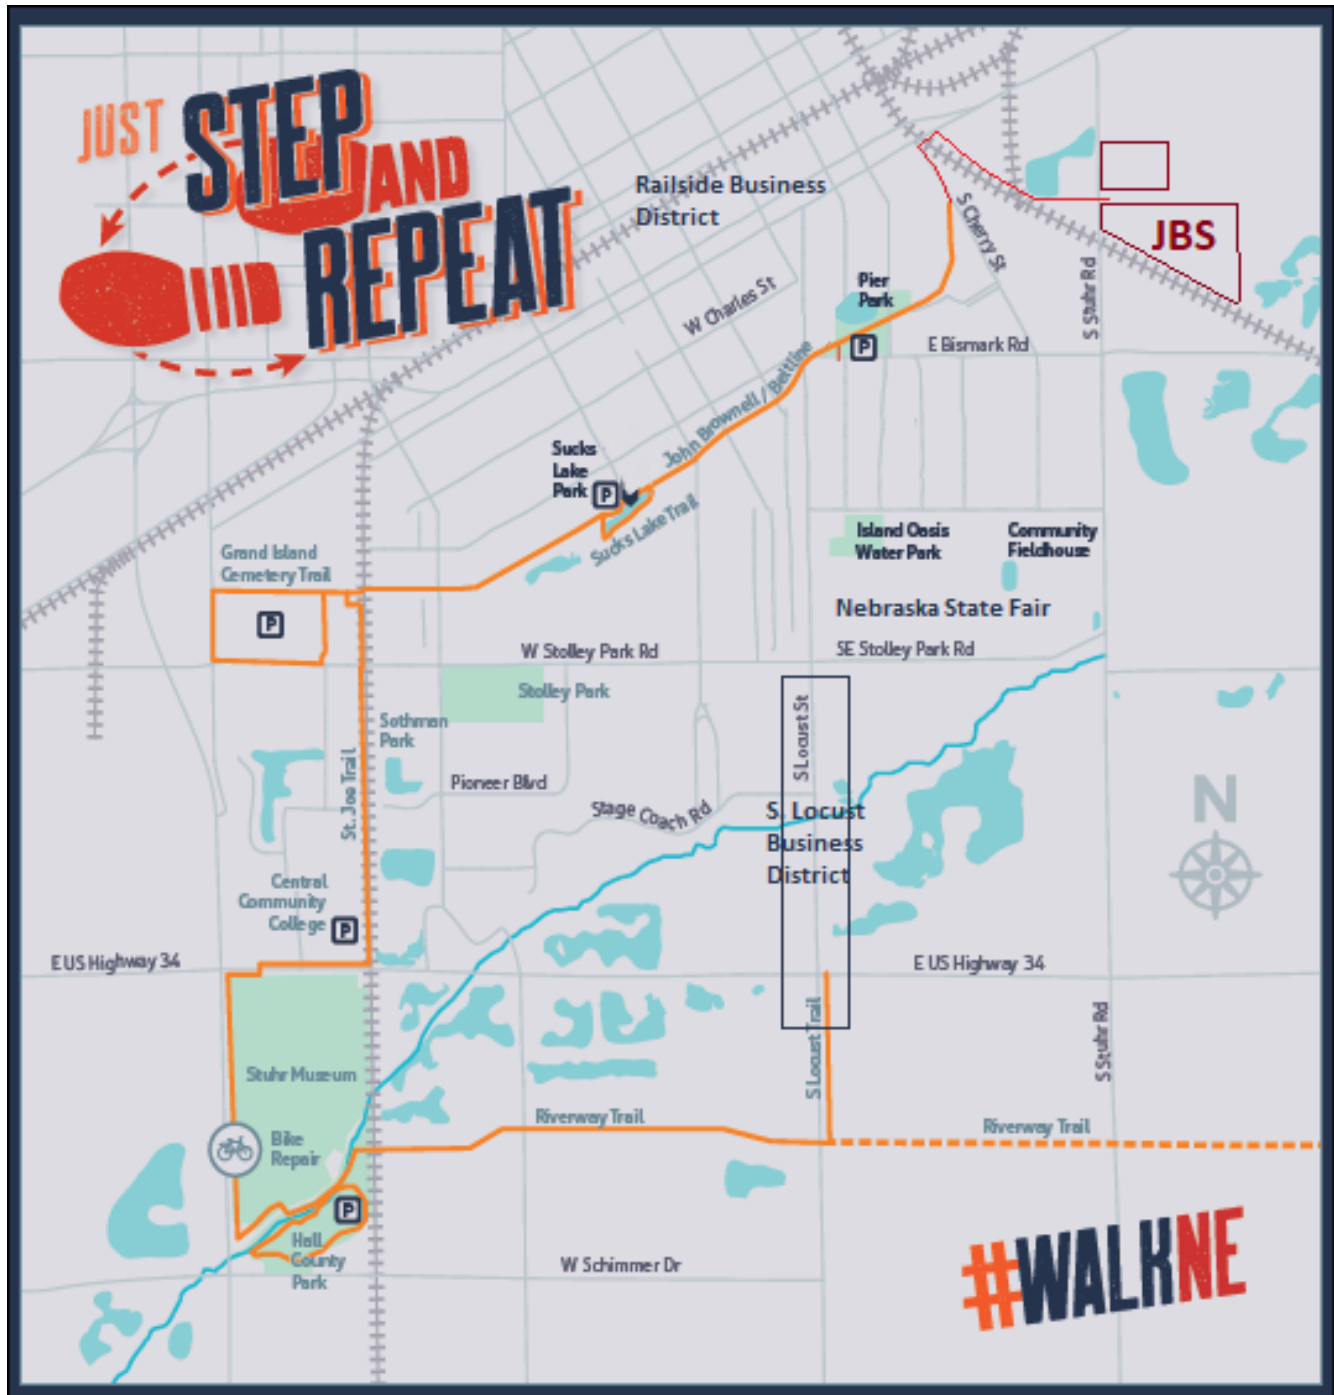 JUST STEP
AND
REPEAT
Railside Business
District
JBS
S Cherry St
S Stuhr Rd
Pier
Park
W Charles St
P
E Bismark Rd
John Brownell / Beltline
Sucks
Lake
Park
P
Sucks Lake Trail
Island Oasis
Water Park
Community
Fieldhouse
Grand Island
Cemetery Trail
P
Nebraska State Fair
W Stolley Park Rd
SE Stolley Park Rd
Stolley Park
Sothman
Park
S Locust St
St. Joe Trail
Pioneer Blvd
Stage Coach Rd
S. Locust
Business
District
N
Central
Community
College
P
E US Highway 34
E US Highway 34
S Locust Trail
S Stuhr Rd
Stuhr Museum
Riverway Trail
Riverway Trail
Bike
Repair
P
Hall
County
Park
W Schimmer Dr
#WALKNE